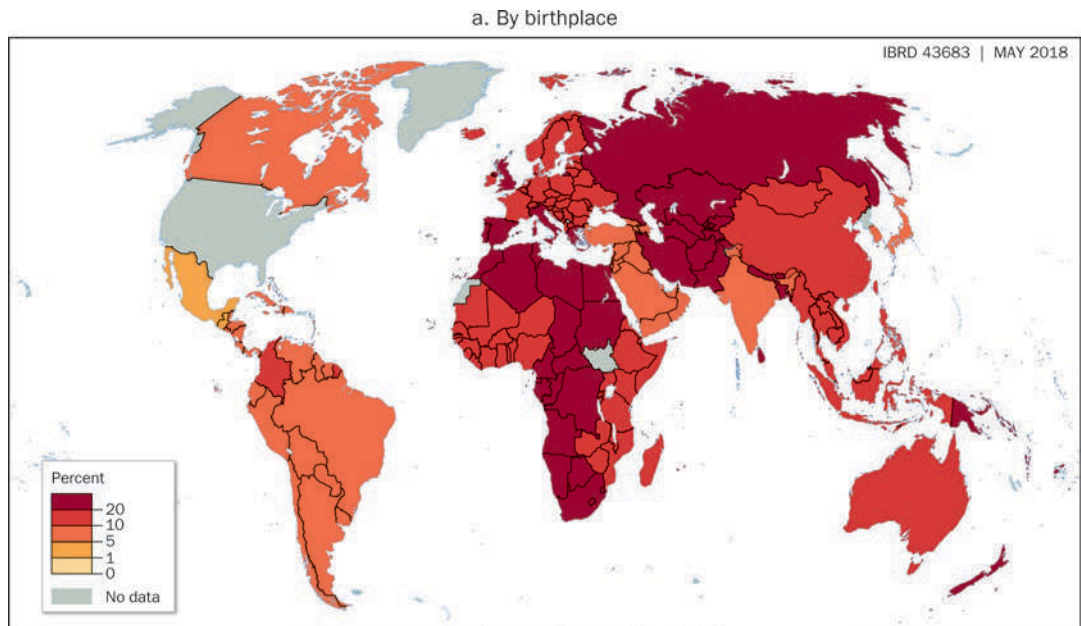 a. By birthplace
IBRD 43683 | MAY 2018
Percent
20
10
5
1
0
No data